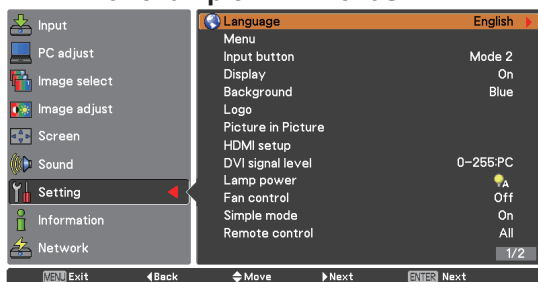 Input
PC adjust
Image select
Image adjust
Screen
Sound
Setting
Information
Network
Language English
Menu
Input button Mode 2
Display On
Background Blue
Logo
Picture in Picture
HDMI setup
DVI signal level 0-255:PC
Lamp power A
Fan control Off
Simple mode On
Remote control All
1/2
MENU Exit Back Move Next ENTER Next